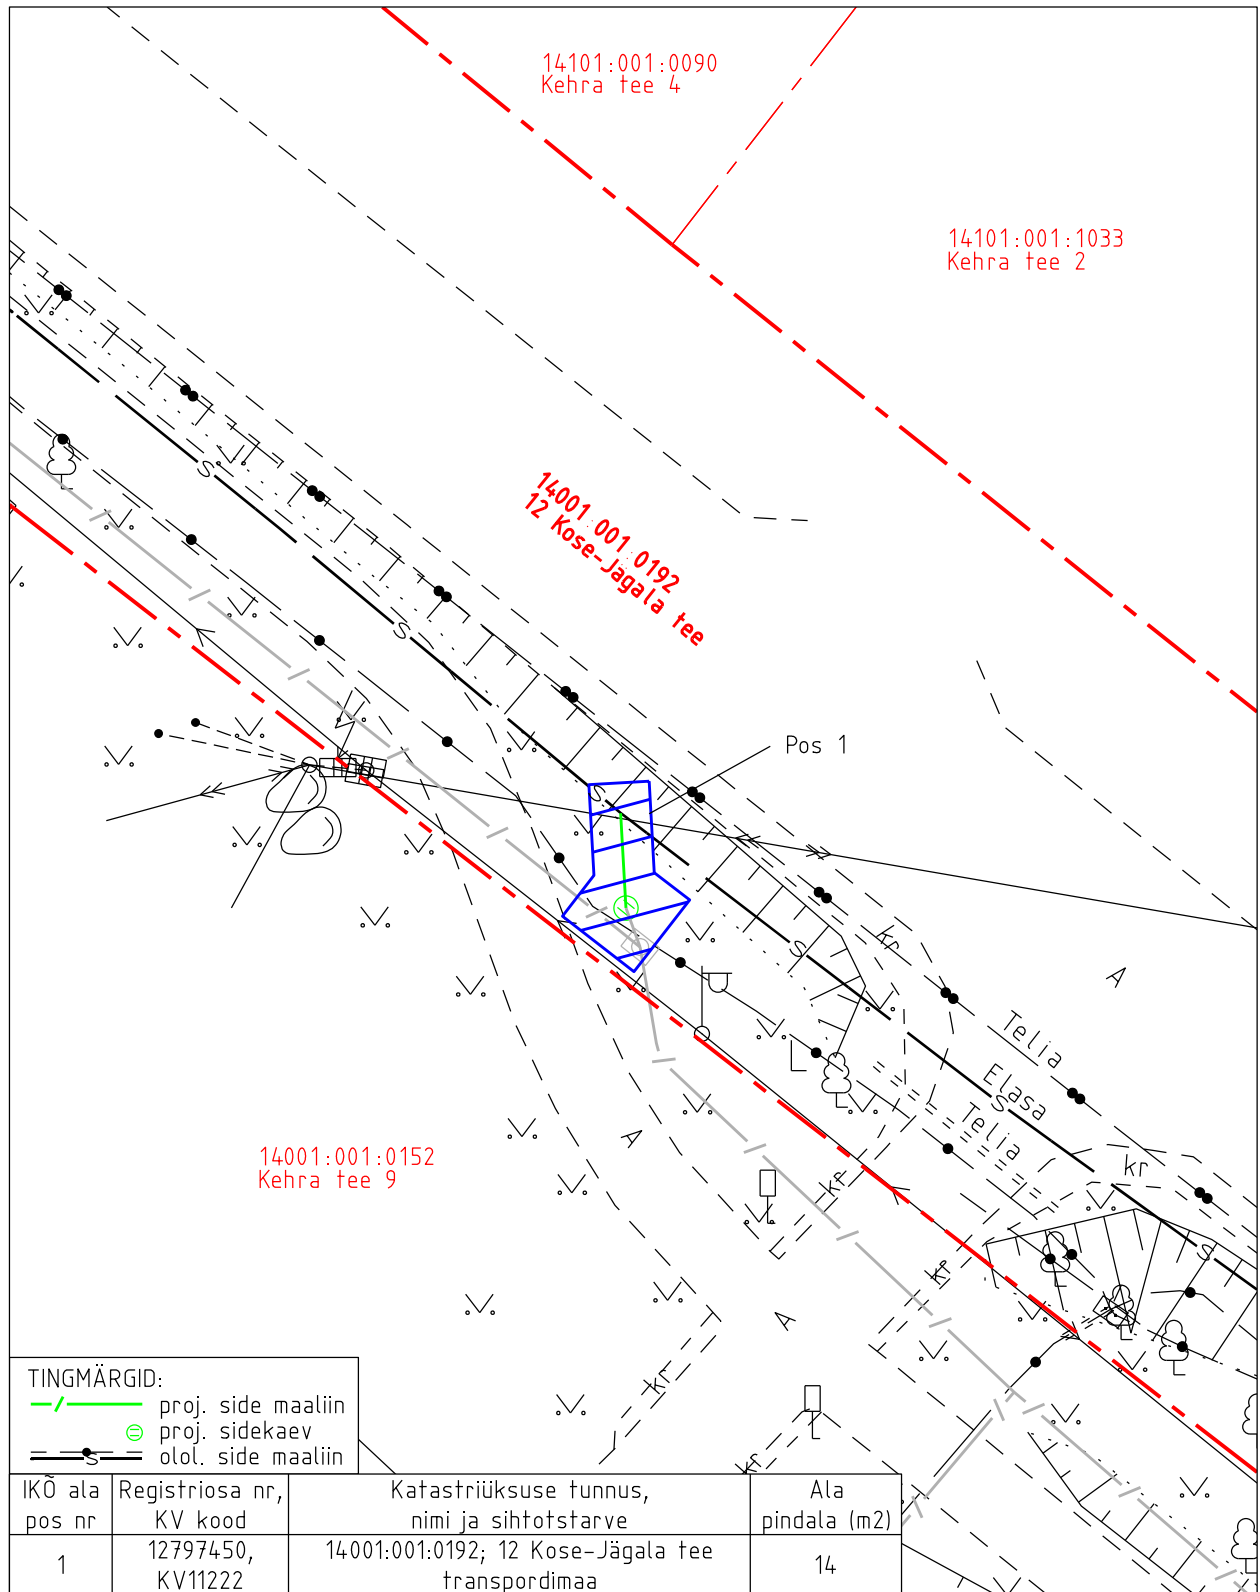 14101:001:0090
Kehra tee 4
14101:001:1033
Kehra tee 2
14001:001:0192
12 Kose-Jägala tee
S
S
Pos 1
S
S
kr
A
Telia
Elasa
S
Telia
kr
A
14001:001:0152
Kehra tee 9
kr
S
kr
A
kr
kr
TINGMÄRGID:
proj. side maaliin
proj. sidekaev
olol. side maaliin
S
IKÕ ala
pos nr
Registriosa nr,
KV kood
Katastriüksuse tunnus,
nimi ja sihtotstarve
Ala
pindala (m2)
1
12797450,
KV11222
14001:001:0192; 12 Kose-Jägala tee
transpordimaa
14